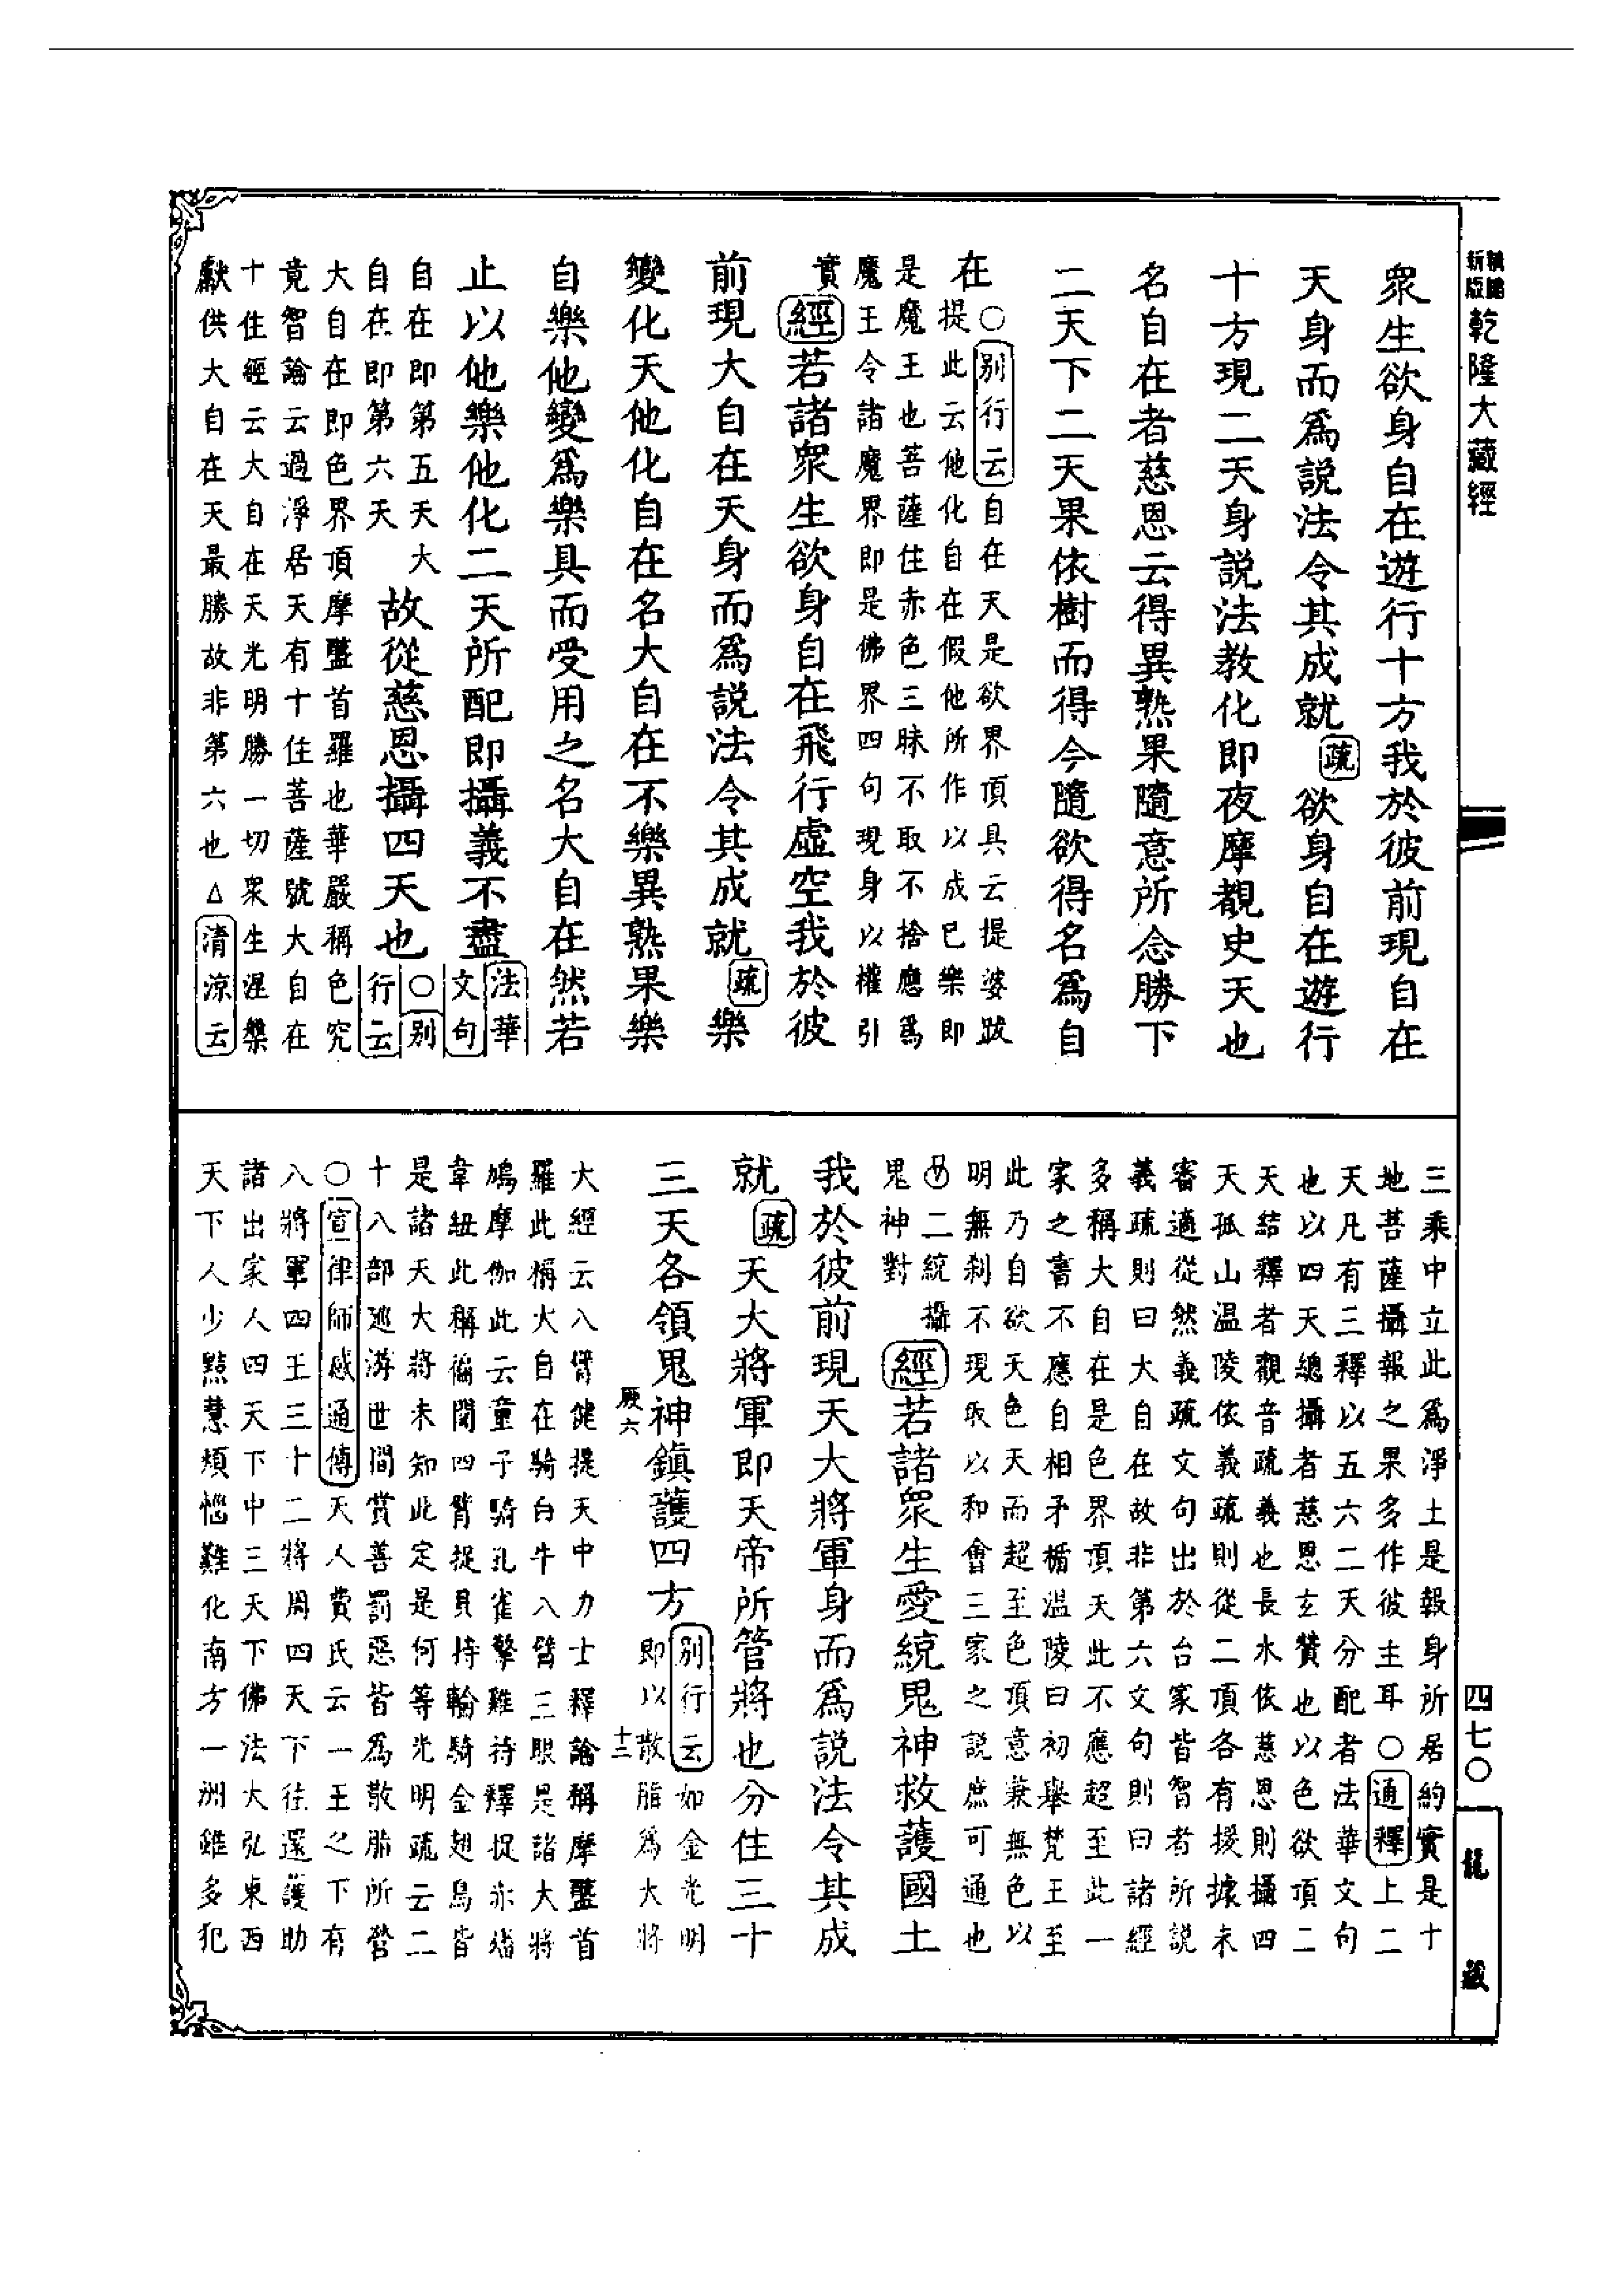 新版
乾隆大藏經
眾生欲身自在遊行十方我於彼前現自在
天身而爲説法令其成就疏欲身自在遊行
十方現二天身説法教化即夜摩覩史天也
名自在者慈恩云得異熟果隨意所念勝下
二天下二天果依樹而得今隨欲得名爲自
在
○别行云自在天是欲界頂具云提婆跋
提此云他化自在假他所作以成已樂即
是魔王也菩薩住赤色三昧不取不捨應爲
魔王令諸魔界即是佛界四句現身以權引
實
經若諸眾生欲身自在飛行虛空我於彼
前現大自在天身而爲説法令其成就疏樂
變化天他化自在名大自在不樂異熟果樂
自樂他變爲樂具而受用之名大自在然若
止以他樂他化二天所配即攝義不盡
法華
文句
自在即第五天大
自在即第六天
故從慈恩攝四天也
○别
行云
大自在即色界頂摩醯首羅也華嚴稱色究
竟智論云過淨居天有十住菩薩號大自在
十住經云大自在天光明勝一切眾生涅槃
獻供大自在天最勝故非第六也△清涼云
三乘中立此爲淨土是報身所居約實是十
地菩薩攝報之果多作彼主耳○通釋上二
天凡有三釋以五六二天分配者法華文句
也以四天總攝者慈恩玄贊也以色欲頂二
天結釋者觀音疏義也長水依慈恩則攝四
天孤山温陵依義疏則從二頂各有援據未
審適從然義疏文句出於台家皆智者所説
義疏則曰大自在故非第六文句則曰諸經
多稱大自在是色界頂天此不應超至此一
家之書不應自相矛楯温陵曰初舉梵王至
此乃自欲天色天而超至色頂意兼無色以
明無刹不現取以和會三家之説庶可通也
二統攝
鬼神對
經若諸眾生愛統鬼神救護國土
我於彼前現天大將軍身而爲説法令其成
就疏天大將軍即天帝所管將也分住三十
三天各領鬼神鎮護四方
别行云如金光明
即以散脂爲大將
六
十三
大經云八臂健提天中力士釋論稱摩醯首
羅此稱大自在騎白牛八臂三眼是諸大將
鳩摩伽此云童子騎孔雀擎雞待釋捉赤旛
韋紐此稱徧聞四臂捉貝持輪騎金翅鳥皆
是諸天大將未知此定是何等光明疏云二
十八部巡游世間賞善罰惡皆爲散脂所管
○宣律師感通傳天人費氏云一王之下有
八將軍四王三十二將周四天下往還護助
諸出家人四天下中三天下佛法大弘東西
天下人少黠慧煩惱難化南方一洲雖多犯
四七〇
龍藏